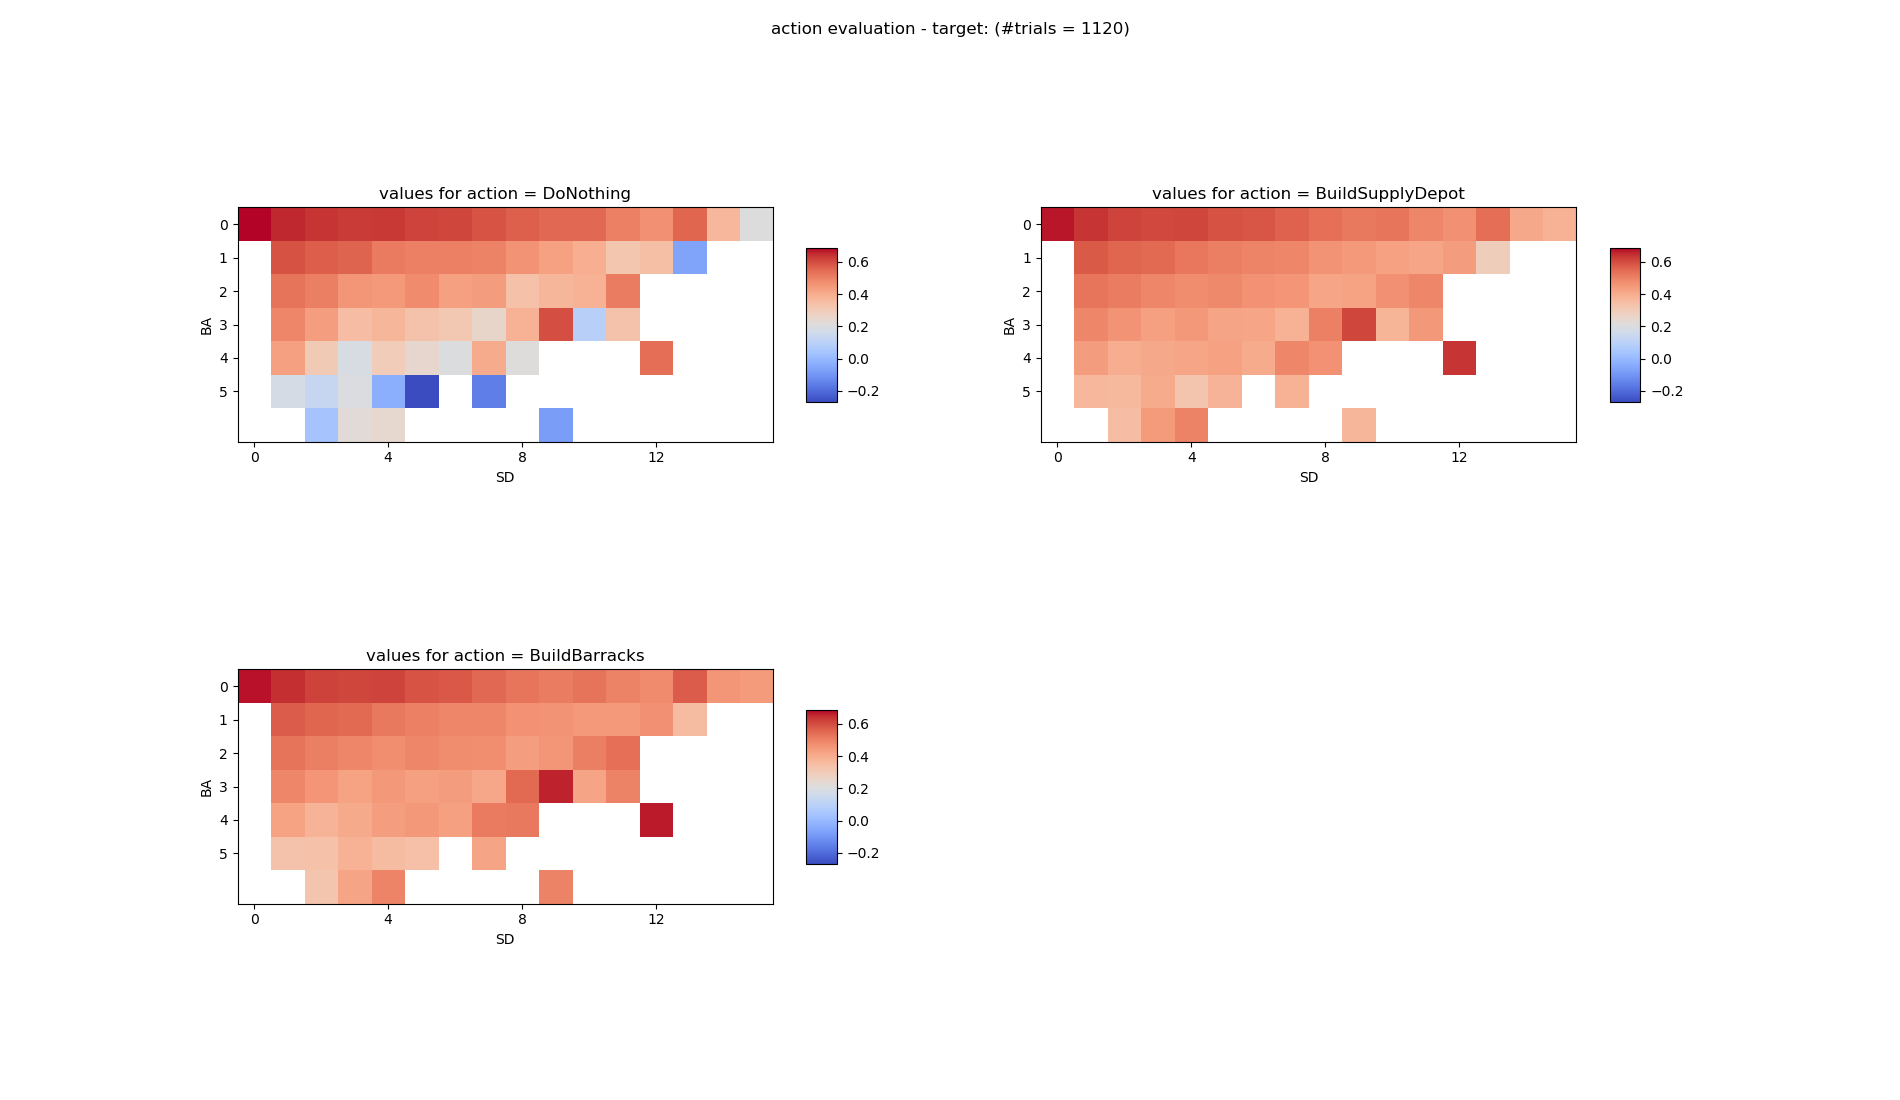 action evaluation - target: (#trials = 1120)
values for action = DoNothing
0
1
2
3
4
5
BA
0 4 8 12
SD
0.6
0.4
0.2
0.0
−0.2
values for action = BuildSupplyDepot
0
1
2
3
4
5
BA
0 4 8 12
SD
0.6
0.4
0.2
0.0
−0.2
values for action = BuildBarracks
0
1
2
3
4
5
BA
0 4 8 12
SD
0.6
0.4
0.2
0.0
−0.2